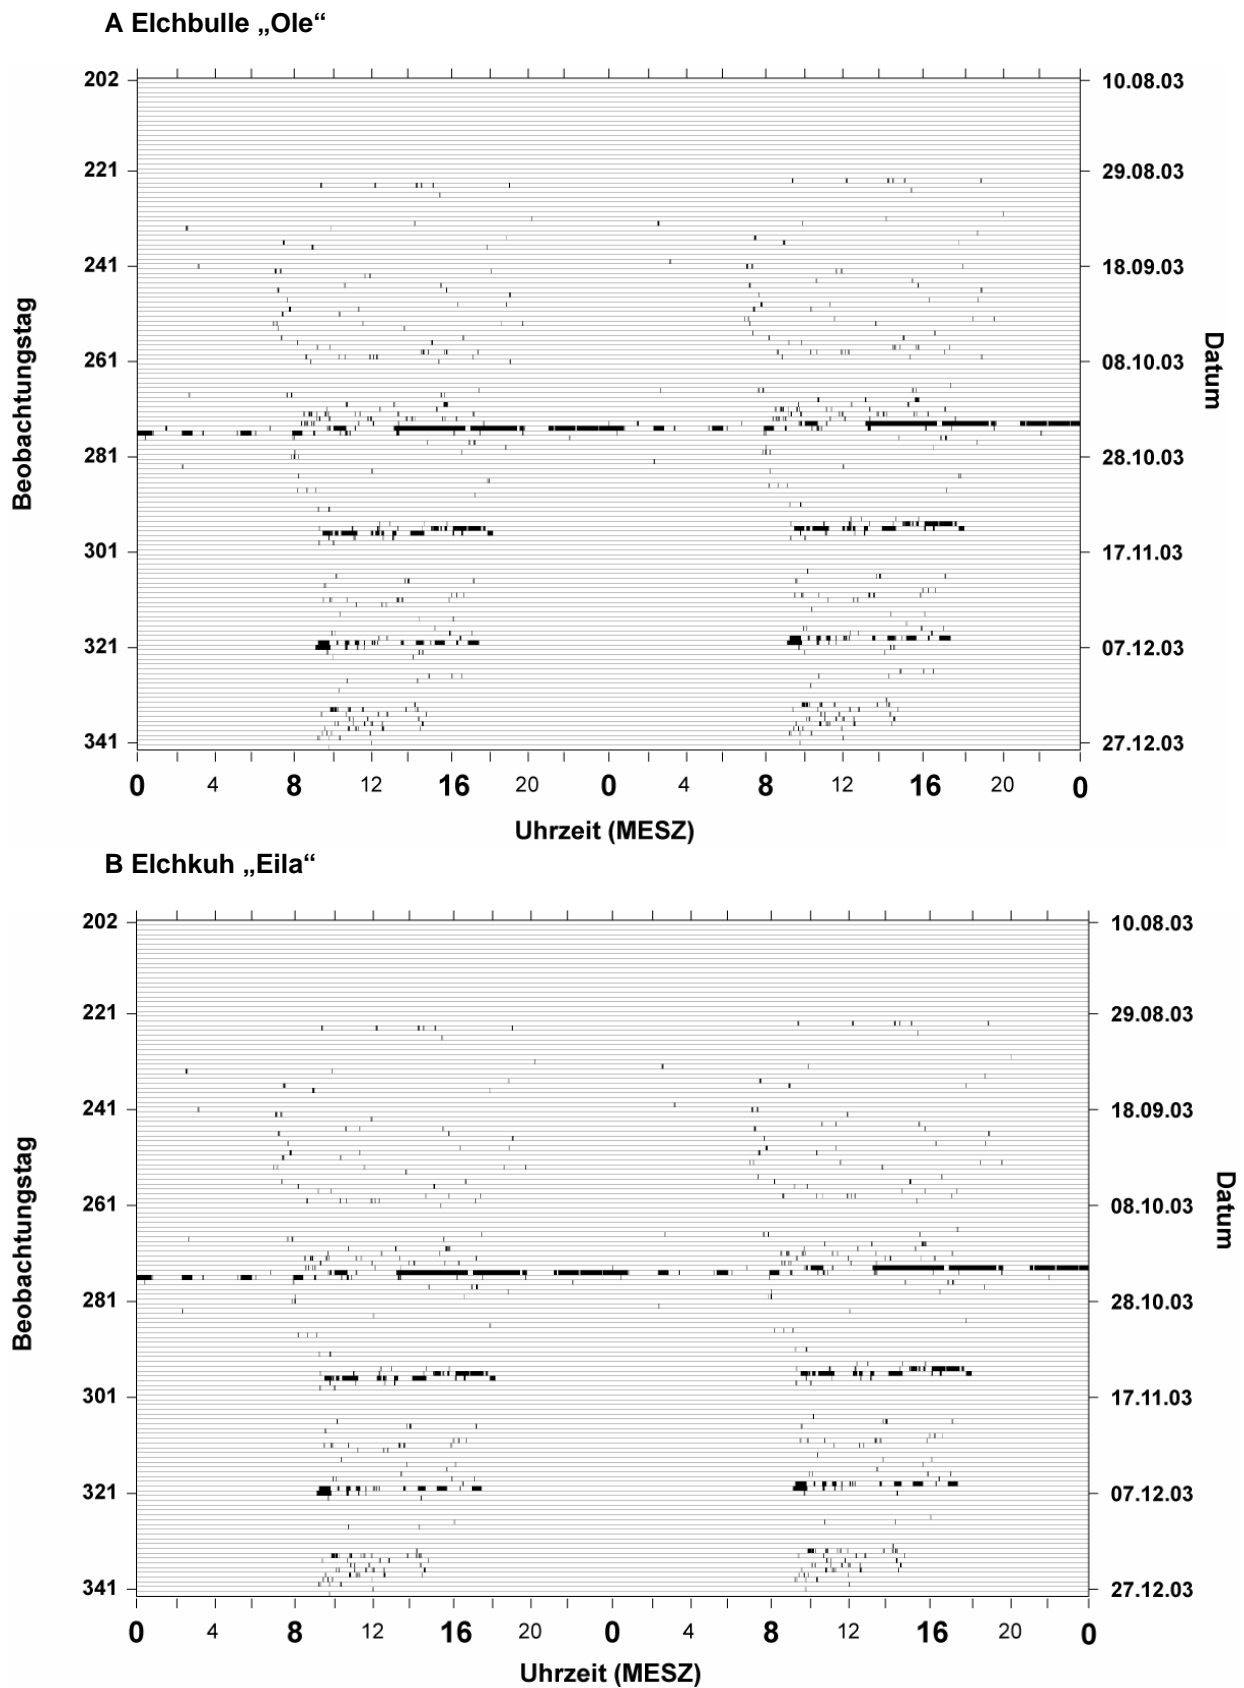 A Elchbulle „Ole“
202 10.08.03
221 29.08.03
241 18.09.03
261 08.10.03
281 28.10.03
301 17.11.03
321 07.12.03
341 27.12.03
Beobachtungstag
Datum
0 4 8 12 16 20 0 4 8 12 16 20 0
Uhrzeit (MESZ)
B Elchkuh „Eila“
202 10.08.03
221 29.08.03
241 18.09.03
261 08.10.03
281 28.10.03
301 17.11.03
321 07.12.03
341 27.12.03
Beobachtungstag
Datum
0 4 8 12 16 20 0 4 8 12 16 20 0
Uhrzeit (MESZ)